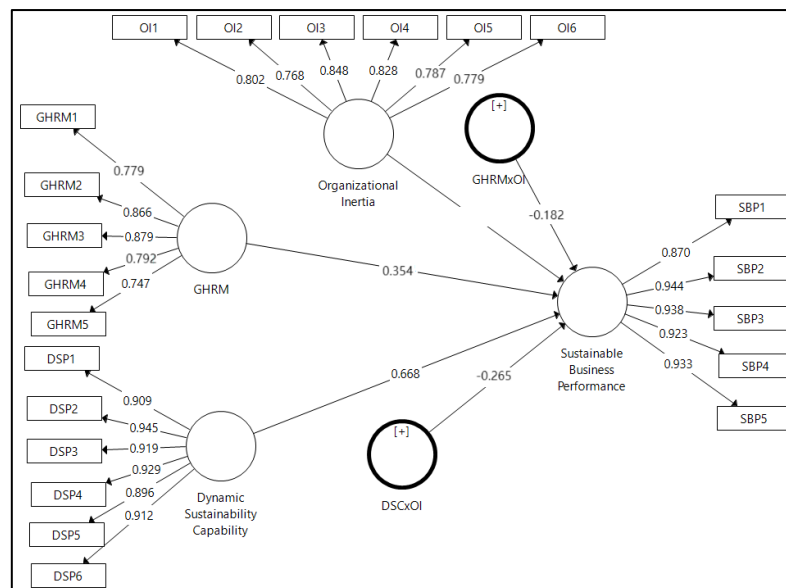 OI1 OI2 OI3 OI4 OI5 OI6
0.802 0.768 0.848 0.828 0.787 0.779
Organizational
Inertia
[+]
GHRMxOI
-0.182
GHRM1
GHRM2
GHRM3
GHRM4
GHRM5
0.779
0.866
0.879
0.792
0.747
GHRM
0.354
DSP1
DSP2
DSP3
DSP4
DSP5
DSP6
0.909
0.945
0.919
0.929
0.896
0.912
Dynamic
Sustainability
Capability
0.668
[+]
DSCxOI
-0.265
Sustainable
Business
Performance
0.870
0.944
0.938
0.923
0.933
SBP1
SBP2
SBP3
SBP4
SBP5